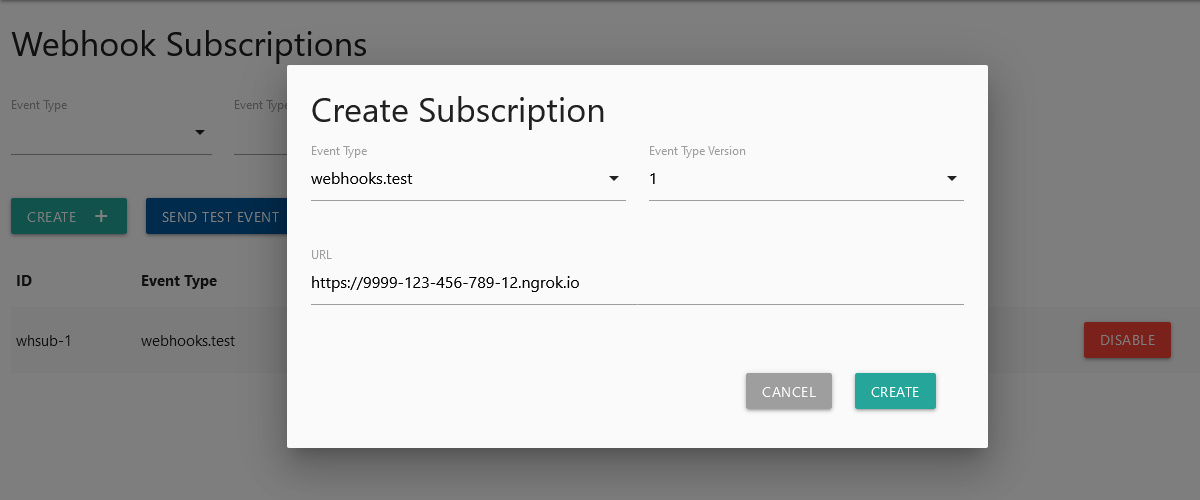 Webhook Subscriptions
Event Type
Event Type
CREATE +
SEND TEST EVENT
ID
Event Type
whsub-1
webhooks.test
DISABLE
Create Subscription
Event Type
Event Type Version
webhooks.test
1
URL
https://9999-123-456-789-12.ngrok.io
CANCEL
CREATE